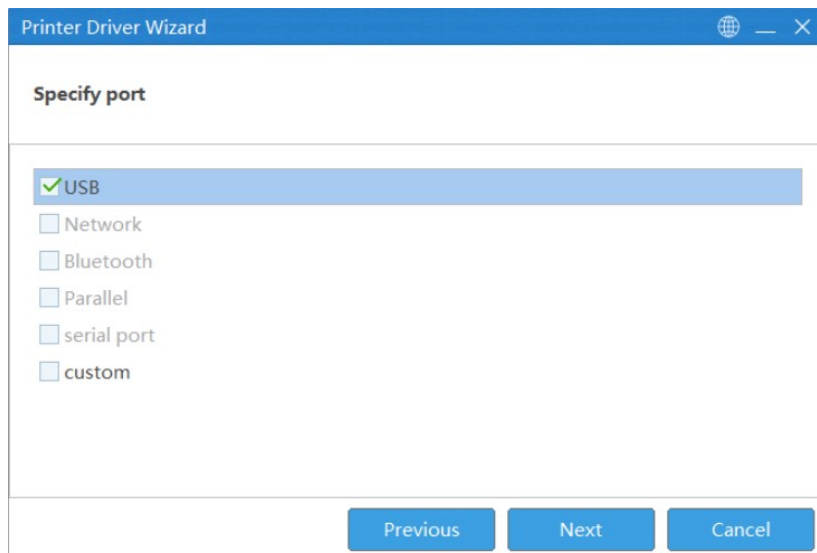 Printer Driver Wizard
Specify port
USB
Network
Bluetooth
Parallel
serial port
custom
Previous Next Cancel